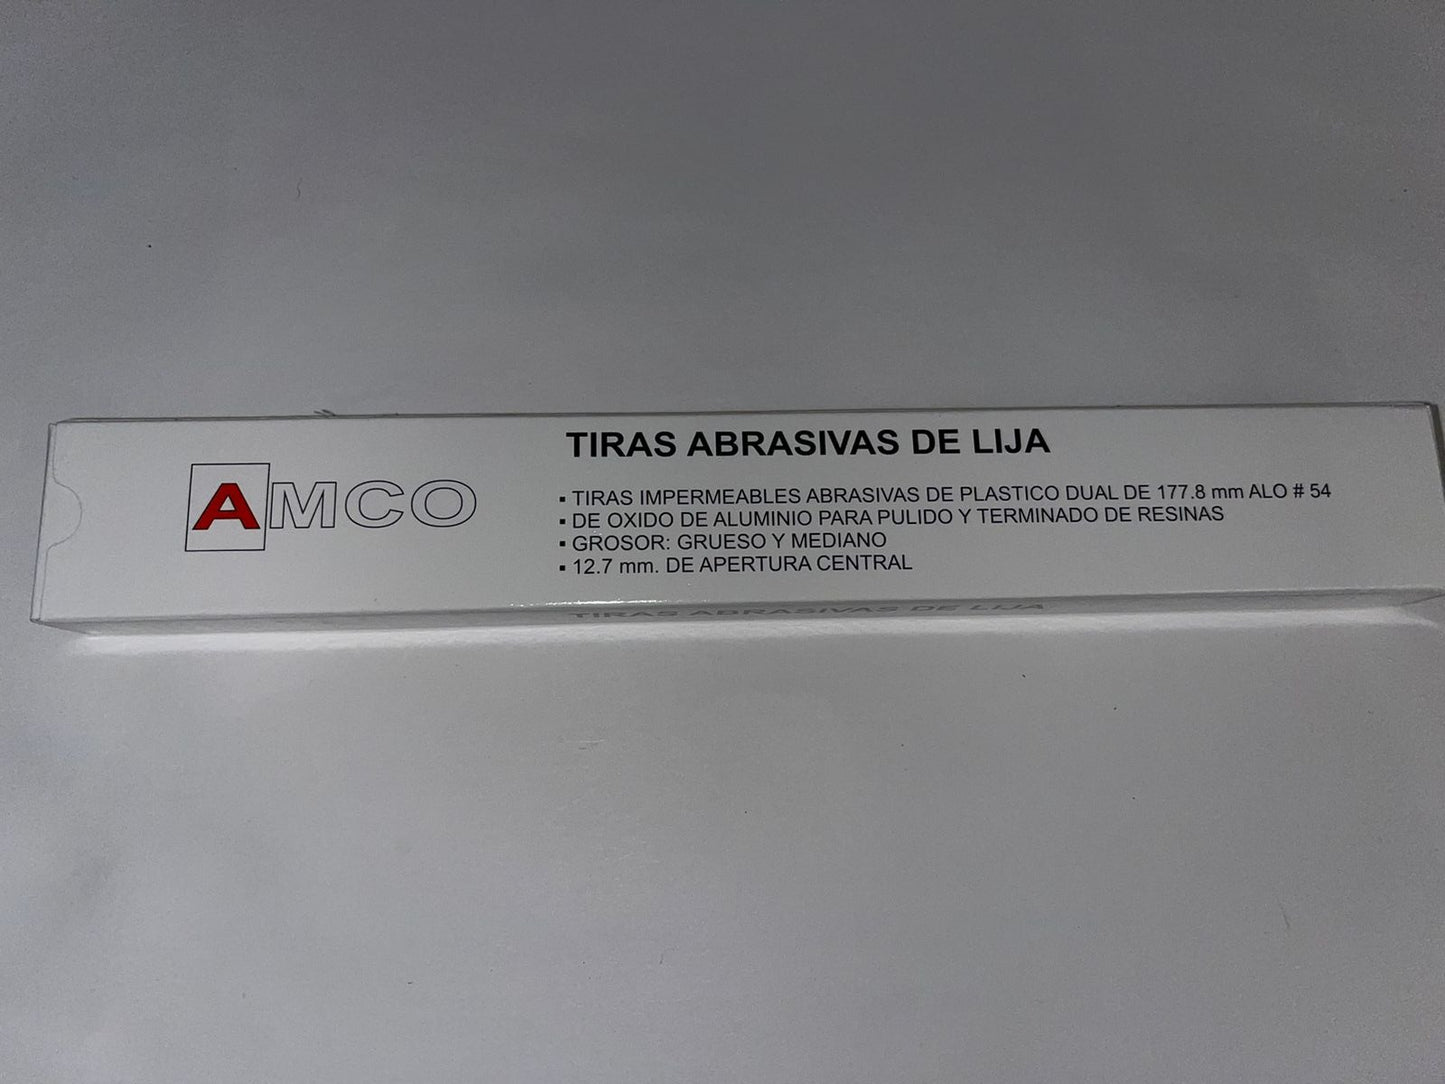 AMCO
TIRAS ABRASIVAS DE LIJA
▪ TIRAS IMPERMEABLES ABRASIVAS DE PLASTICO DUAL DE 177.8 mm ALO # 54
▪ DE OXIDO DE ALUMINIO PARA PULIDO Y TERMINADO DE RESINAS
▪ GROSOR: GRUESO Y MEDIANO
▪ 12.7 mm. DE APERTURA CENTRAL
TIRAS ABRASIVAS DE LIJA